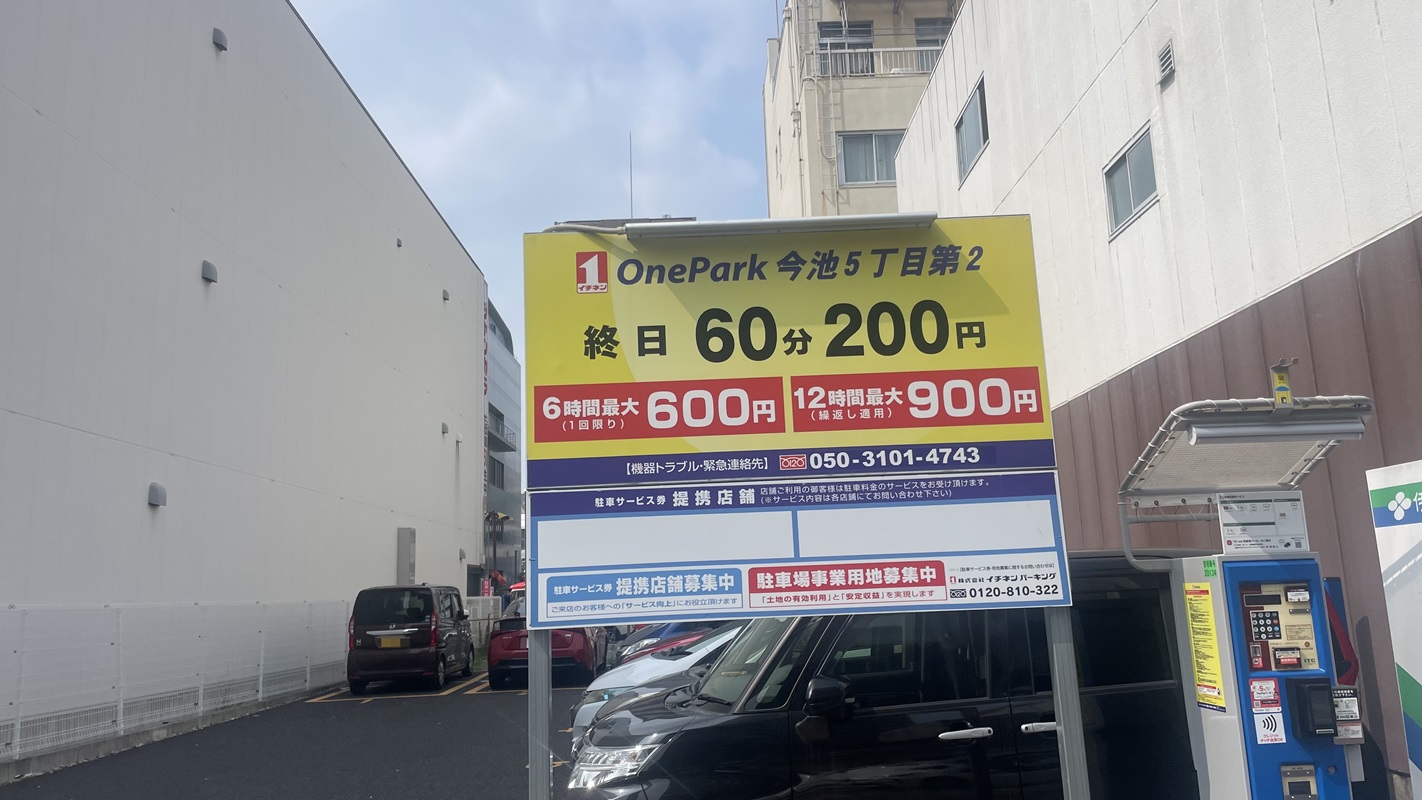 1
イチネン
OnePark 今池5丁目第2
終日 60分 200円
6時間最大 600円
(1回限り)
12時間最大 900円
(繰返し適用)
【機器トラブル・緊急連絡先】 050-3101-4743
駐車サービス券 提携店舗 店舗ご利用の御客様は駐車料金のサービスをお受け頂けます。
(※サービス内容は各店舗にてお問い合わせ下さい)
駐車サービス券 提携店舗募集中
ご来店のお客様への「サービス向上」にお役立頂けます
駐車場事業用地募集中
「土地の有効利用」と「安定収益」を実現します
株式会社 イチネン パーキング
0120-810-322